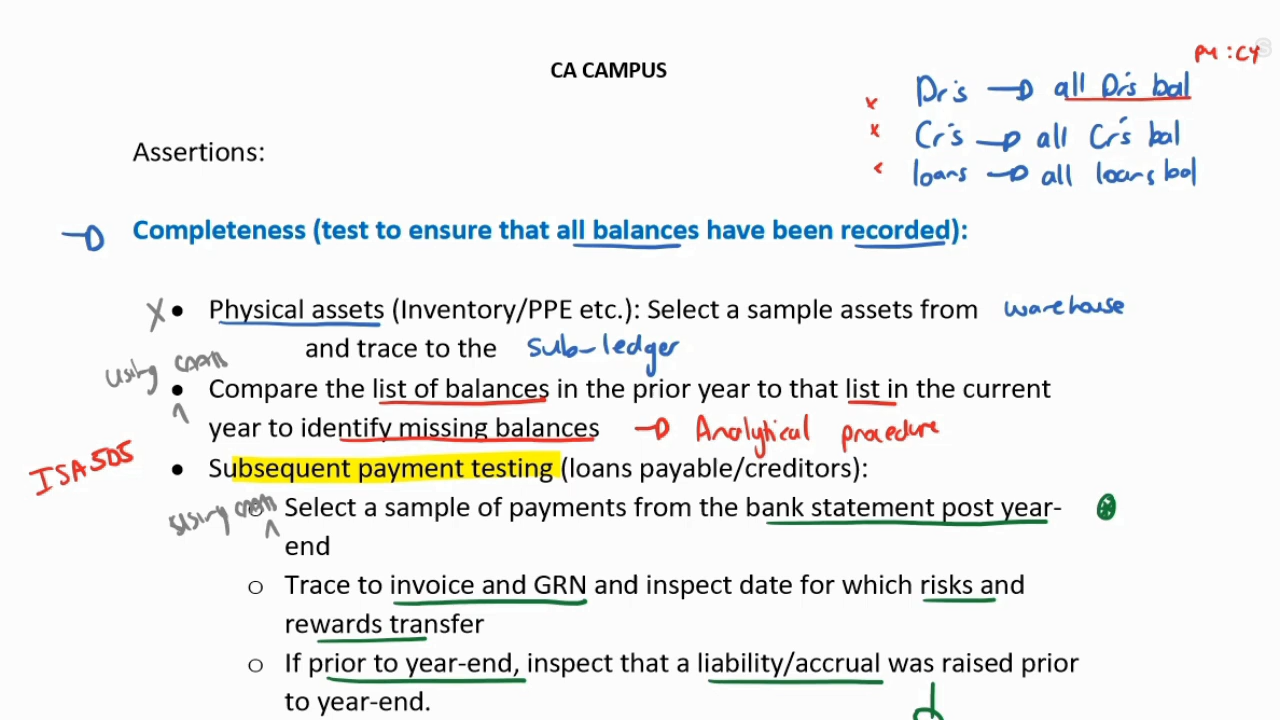 PY : CY
CA CAMPUS
Dr's → all Dr's bal
Cr's → all Cr's bal
loans → all loans bal
Assertions:
Completeness (test to ensure that all balances have been recorded):
• Physical assets (Inventory/PPE etc.): Select a sample assets from warehouse
and trace to the sub-ledger
using CAATs
• Compare the list of balances in the prior year to that list in the current
year to identify missing balances → Analytical procedure
ISA 505
• Subsequent payment testing (loans payable/creditors):
using CAATs
Select a sample of payments from the bank statement post year-
end
o Trace to invoice and GRN and inspect date for which risks and
rewards transfer
o If prior to year-end, inspect that a liability/accrual was raised prior
to year-end.